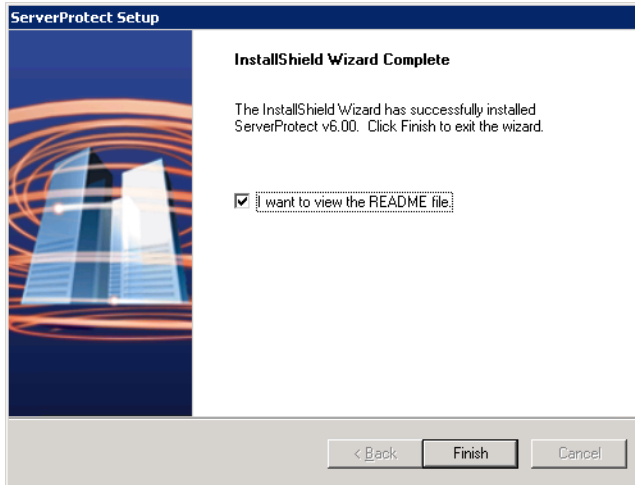 ServerProtect Setup
InstallShield Wizard Complete
The InstallShield Wizard has successfully installed
ServerProtect v6.00. Click Finish to exit the wizard.
I want to view the README file.
< Back
Finish
Cancel